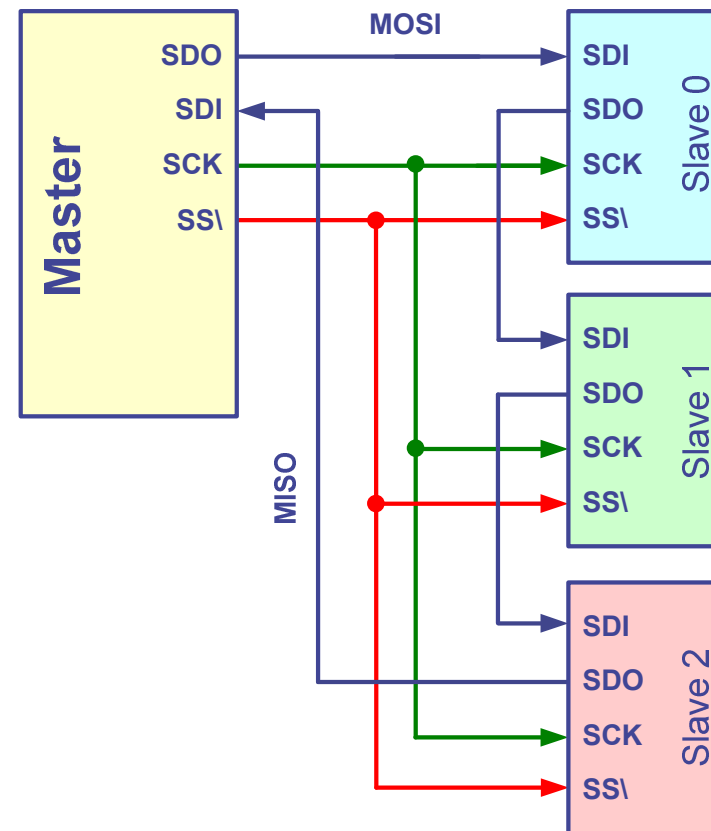 MOSI
Master
SDO
SDI
SCK
SS\
MISO
SDI
SDO
SCK
SS\
Slave 0
SDI
SDO
SCK
SS\
Slave 1
SDI
SDO
SCK
SS\
Slave 2